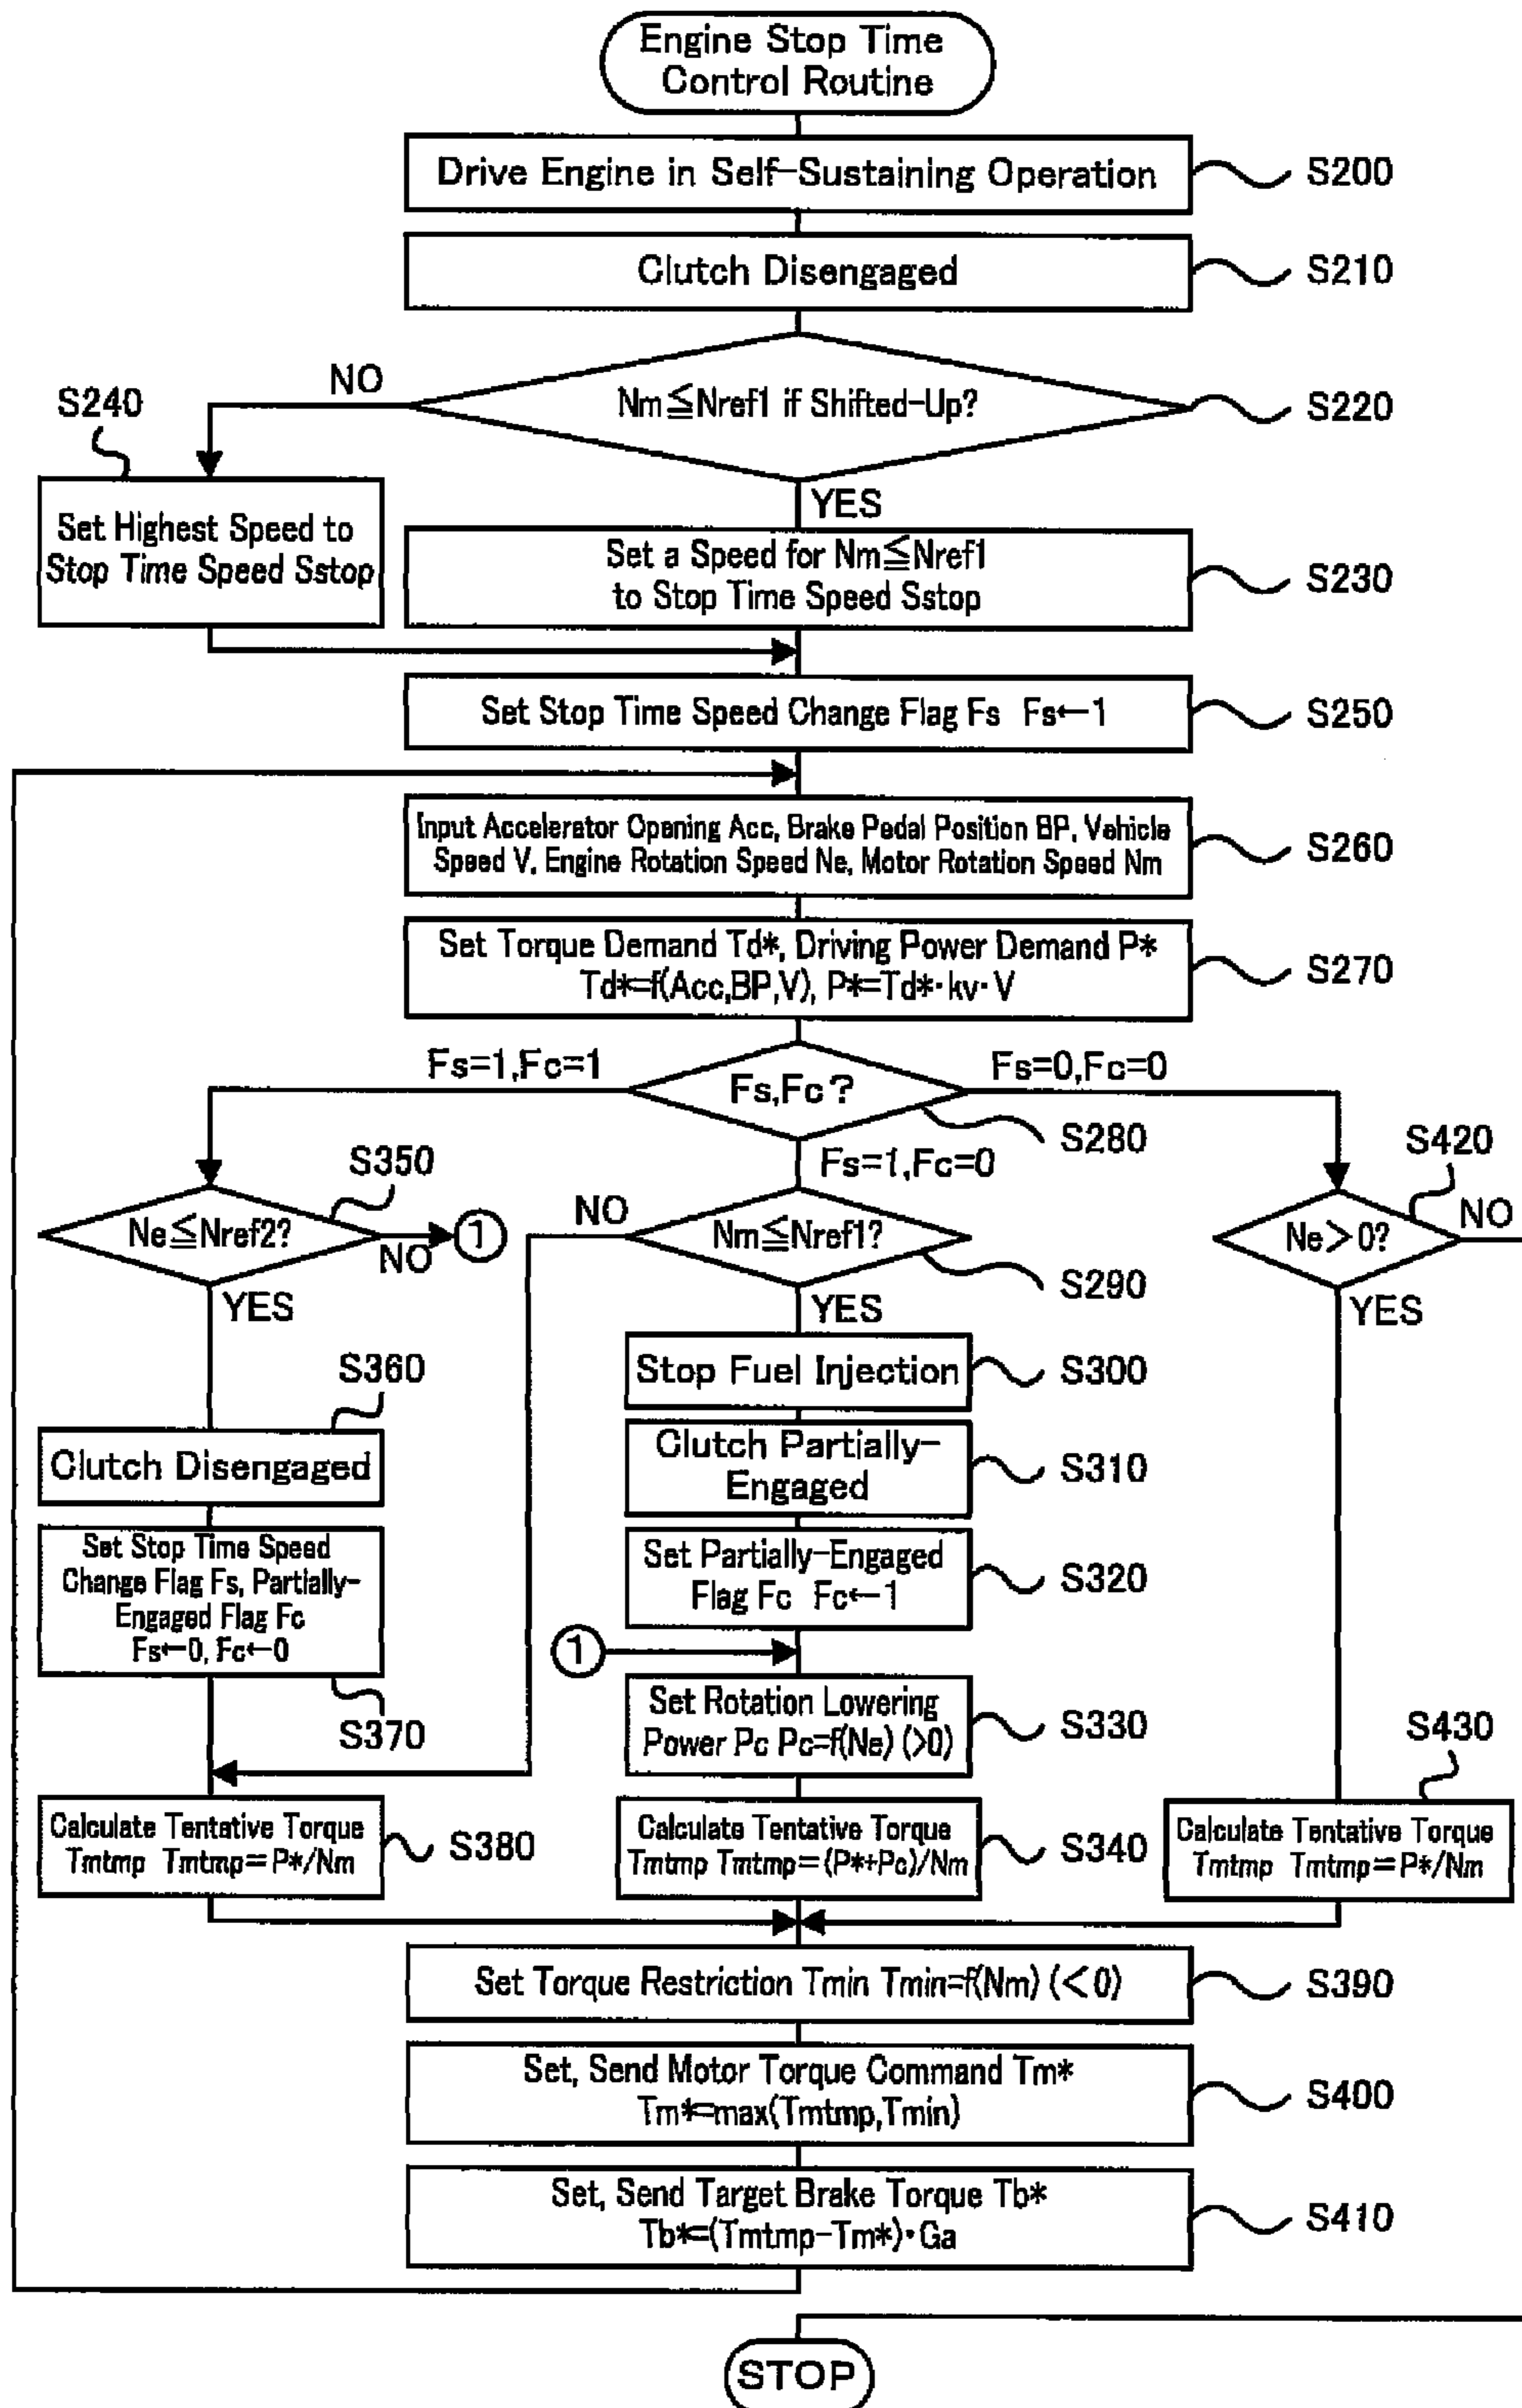 Engine Stop Time
Control Routine
Drive Engine in Self-Sustaining Operation
S200
Clutch Disengaged
S210
NO
S240
Nm≦Nref1 if Shifted-Up?
S220
YES
Set Highest Speed to
Stop Time Speed Sstop
Set a Speed for Nm≦Nref1
to Stop Time Speed Sstop
S230
Set Stop Time Speed Change Flag Fs Fs←1
S250
Input Accelerator Opening Acc, Brake Pedal Position BP, Vehicle
Speed V, Engine Rotation Speed Ne, Motor Rotation Speed Nm
S260
Set Torque Demand Td*, Driving Power Demand P*
Td*=f(Acc,BP,V), P*=Td*·kv·V
S270
Fs=1,Fc=1
Fs,Fc?
Fs=0,Fc=0
S280
Fs=1,Fc=0
S350
Ne≦Nref2?
NO
①
YES
NO
Nm≦Nref1?
S290
YES
S420
Ne>0?
NO
YES
S360
Clutch Disengaged
Stop Fuel Injection
S300
Clutch Partially-
Engaged
S310
Set Stop Time Speed
Change Flag Fs, Partially-
Engaged Flag Fc
Fs←0, Fc←0
S370
Set Partially-Engaged
Flag Fc Fc←1
S320
①
Set Rotation Lowering
Power Pc Pc=f(Ne) (>0)
S330
S430
Calculate Tentative Torque
Tmtmp Tmtmp=P*/Nm
S380
Calculate Tentative Torque
Tmtmp Tmtmp=(P*+Pc)/Nm
S340
Calculate Tentative Torque
Tmtmp Tmtmp=P*/Nm
Set Torque Restriction Tmin Tmin=f(Nm) (<0)
S390
Set, Send Motor Torque Command Tm*
Tm*=max(Tmtmp,Tmin)
S400
Set, Send Target Brake Torque Tb*
Tb*=(Tmtmp-Tm*)·Ga
S410
STOP